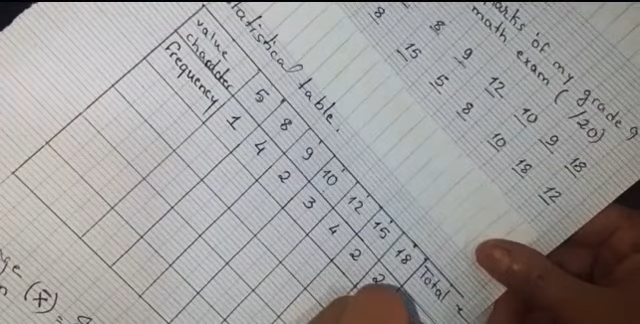 marks of my grade 9
math exam ( /20)
8 9 12 10 9 18
8 15 5 8 10 18 12
Statistical table.
value character 5 8 9 10 12 15 18 Total
Frequency 1 4 2 3 4 2 2
(x̄) =